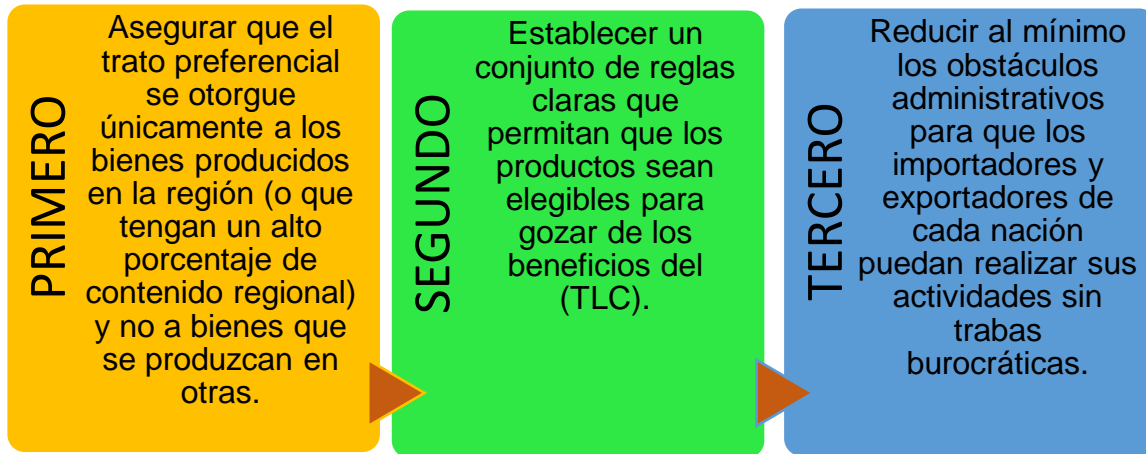 PRIMERO
Asegurar que el
trato preferencial
se otorgue
únicamente a los
bienes producidos
en la región (o que
tengan un alto
porcentaje de
contenido regional)
y no a bienes que
se produzcan en
otras.
SEGUNDO
Establecer un
conjunto de reglas
claras que
permitan que los
productos sean
elegibles para
gozar de los
beneficios del
(TLC).
TERCERO
Reducir al mínimo
los obstáculos
administrativos
para que los
importadores y
exportadores de
cada nación
puedan realizar sus
actividades sin
trabas
burocráticas.